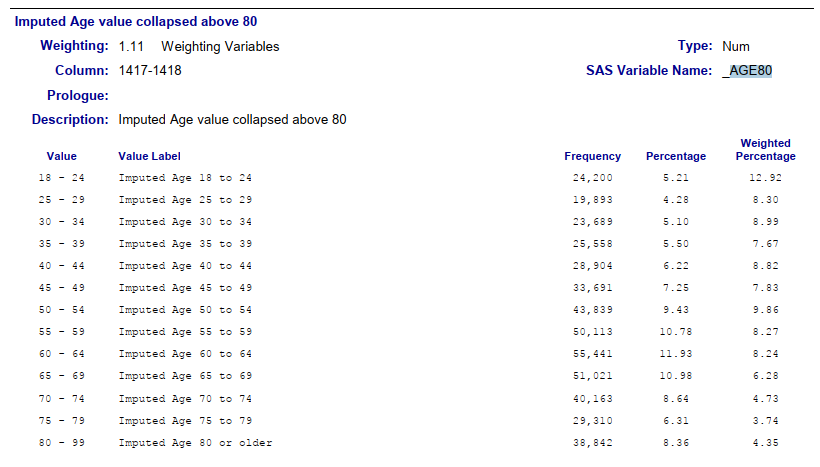 Imputed Age value collapsed above 80
Weighting: 1.11 Weighting Variables Type: Num
Column: 1417-1418 SAS Variable Name: _AGE80
Prologue:
Description: Imputed Age value collapsed above 80
Value Value Label Frequency Percentage Weighted Percentage
18 - 24 Imputed Age 18 to 24 24,200 5.21 12.92
25 - 29 Imputed Age 25 to 29 19,893 4.28 8.30
30 - 34 Imputed Age 30 to 34 23,689 5.10 8.99
35 - 39 Imputed Age 35 to 39 25,558 5.50 7.67
40 - 44 Imputed Age 40 to 44 28,904 6.22 8.82
45 - 49 Imputed Age 45 to 49 33,691 7.25 7.83
50 - 54 Imputed Age 50 to 54 43,839 9.43 9.86
55 - 59 Imputed Age 55 to 59 50,113 10.78 8.27
60 - 64 Imputed Age 60 to 64 55,441 11.93 8.24
65 - 69 Imputed Age 65 to 69 51,021 10.98 6.28
70 - 74 Imputed Age 70 to 74 40,163 8.64 4.73
75 - 79 Imputed Age 75 to 79 29,310 6.31 3.74
80 - 99 Imputed Age 80 or older 38,842 8.36 4.35